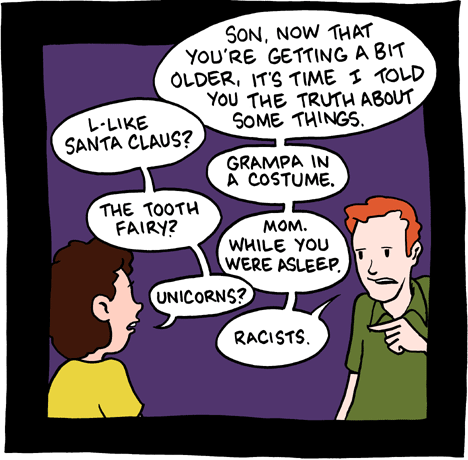 SON, NOW THAT
YOU'RE GETTING A BIT
OLDER, IT'S TIME I TOLD
YOU THE TRUTH ABOUT
SOME THINGS.
L-LIKE
SANTA CLAUS?
GRAMPA IN
A COSTUME.
THE TOOTH
FAIRY?
MOM.
WHILE YOU
WERE ASLEEP.
UNICORNS?
RACISTS.